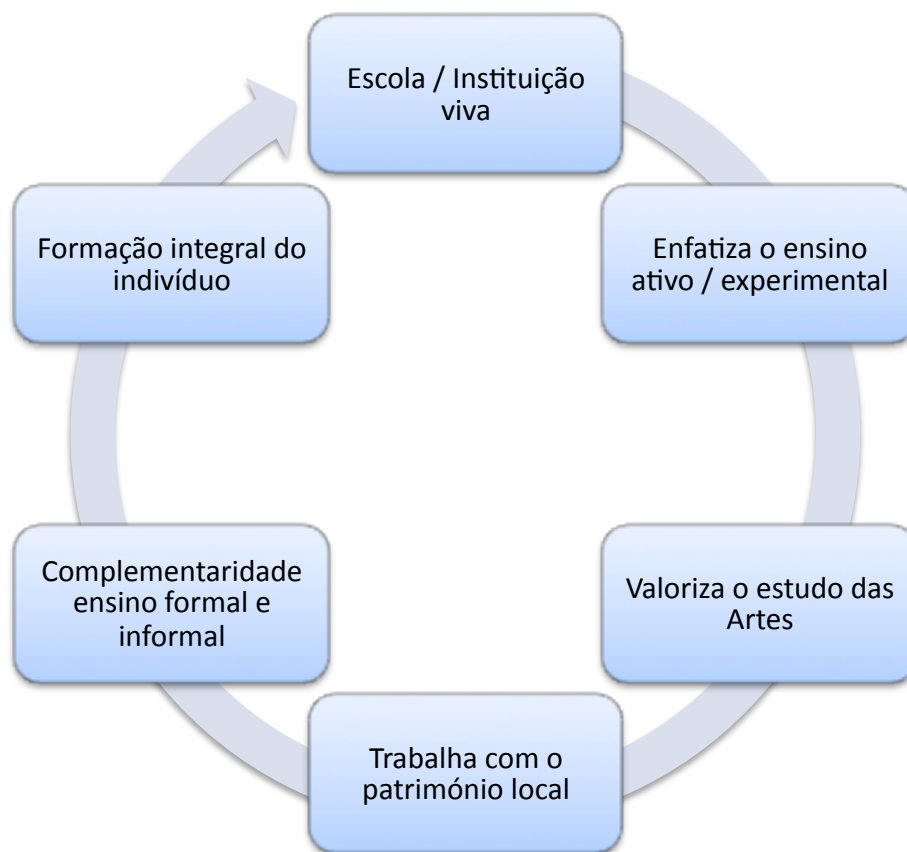 Escola / Instituição
viva
Enfatiza o ensino
ativo / experimental
Valoriza o estudo das
Artes
Trabalha com o
património local
Complementaridade
ensino formal e
informal
Formação integral do
indivíduo